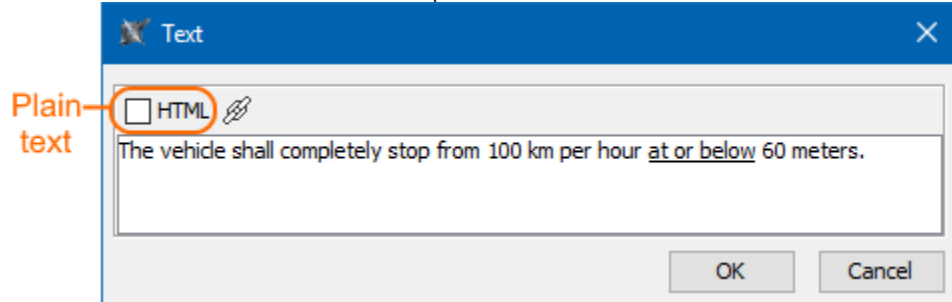 Text
Plain
text
HTML
The vehicle shall completely stop from 100 km per hour at or below 60 meters.
OK
Cancel